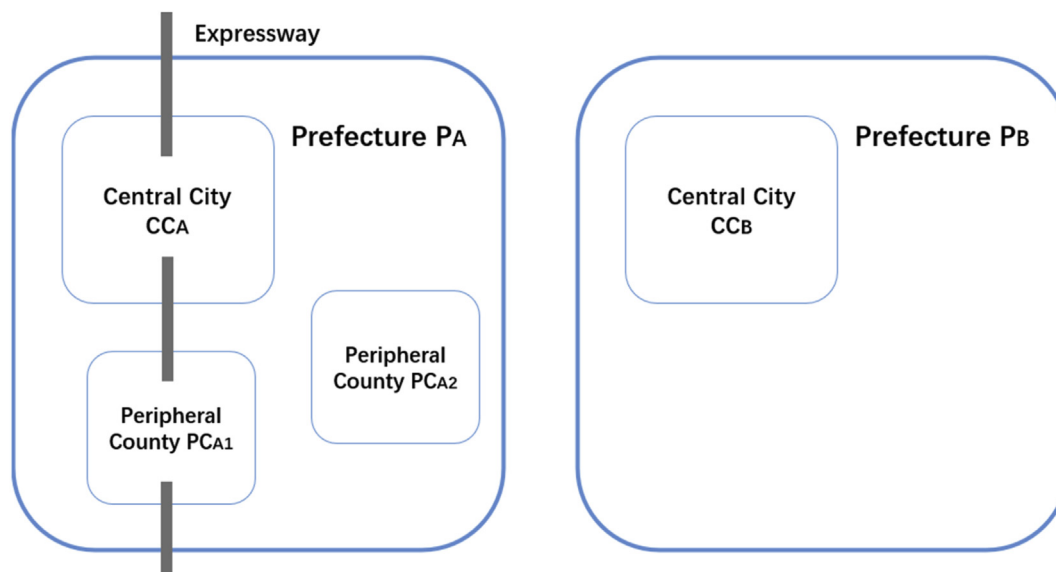 Expressway
Prefecture PA
Central City
CCA
Peripheral
County PCA1
Peripheral
County PCA2
Prefecture PB
Central City
CCB